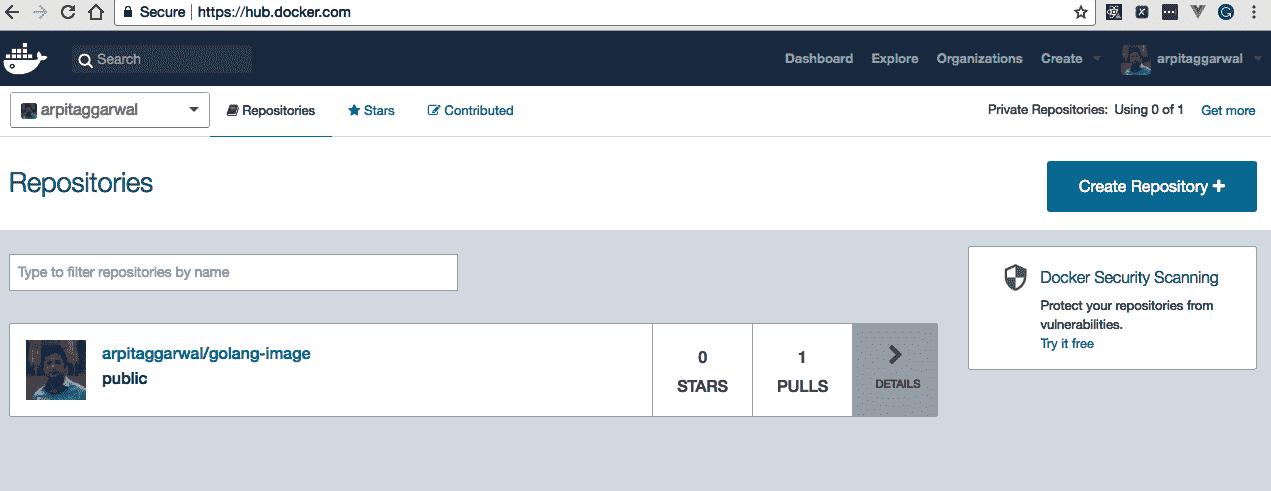 Secure https://hub.docker.com
Search Dashboard Explore Organizations Create arpitaggarwal
arpitaggarwal Repositories Stars Contributed Private Repositories: Using 0 of 1 Get more
Repositories
Create Repository
Type to filter repositories by name
arpitaggarwal/golang-image
public
0
STARS
1
PULLS
DETAILS
Docker Security Scanning
Protect your repositories from
vulnerabilities.
Try it free